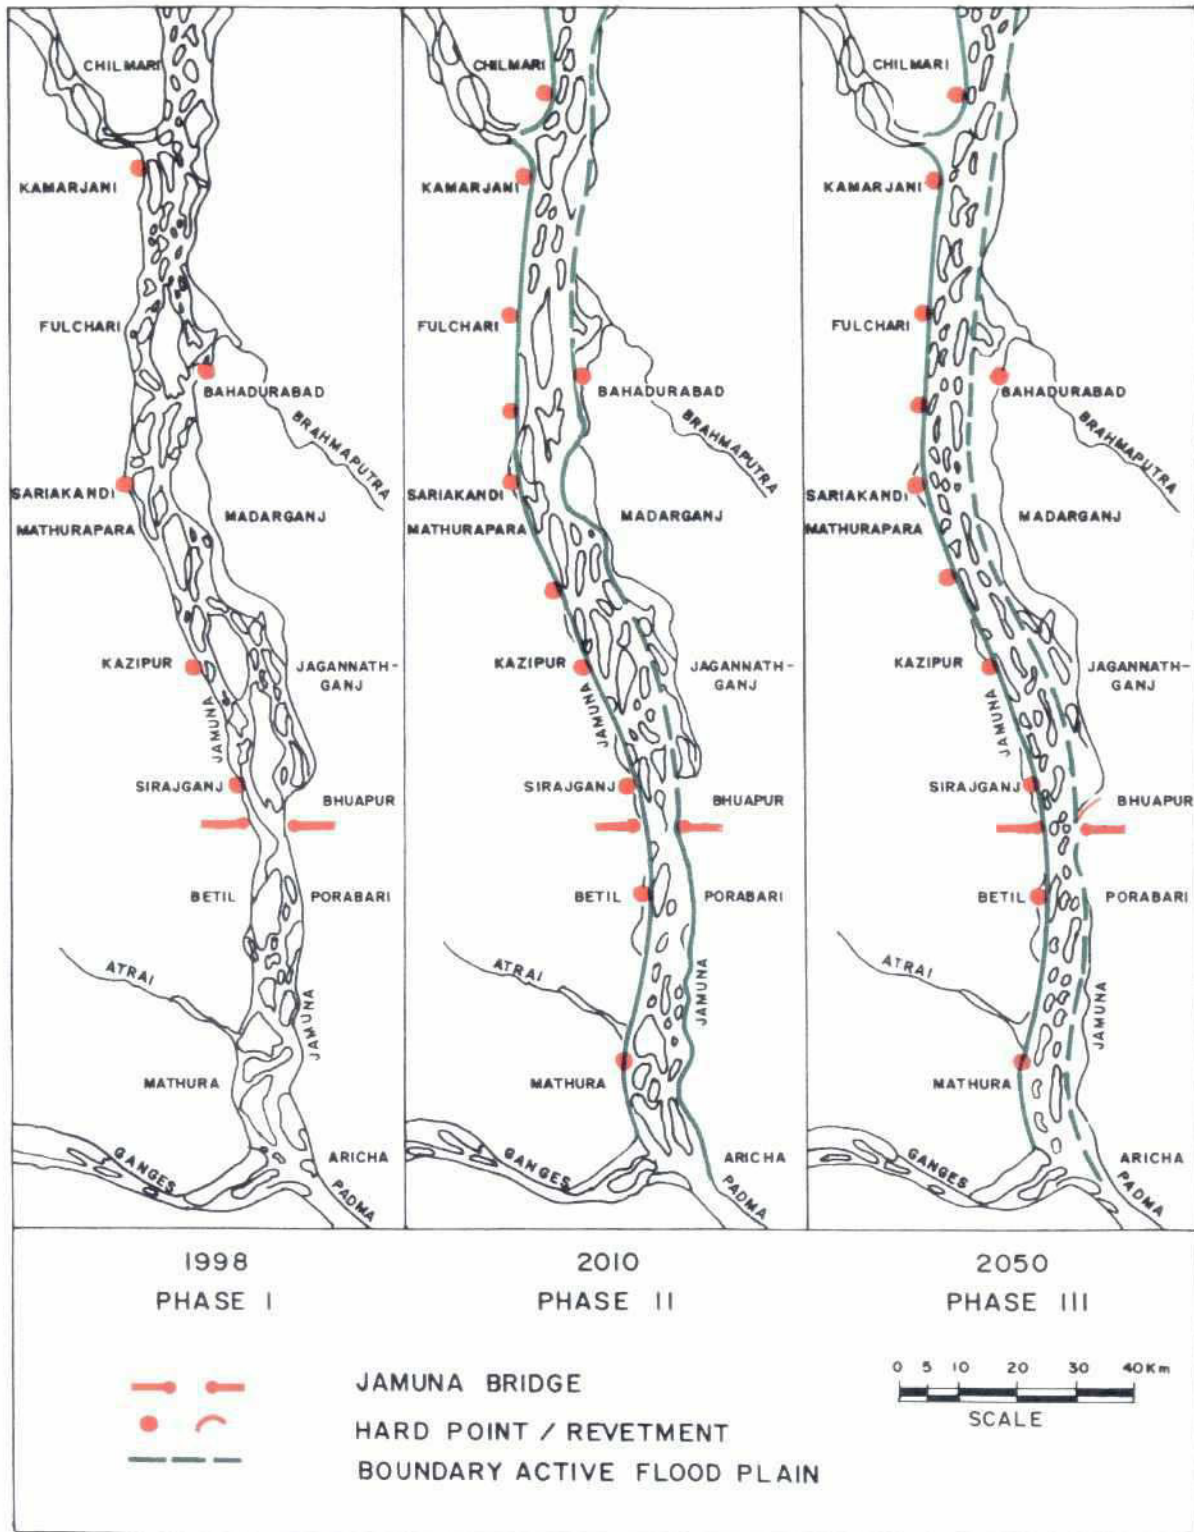 CHILMARI
KAMARJANI
FULCHARI
BAHADURABAD
BRAHMAPUTRA
SARIAKANDI
MATHURAPARA
MADARGANJ
KAZIPUR
JAGANNATH-
GANJ
JAMUNA
SIRAJGANJ
BHUAPUR
BETIL
PORABARI
ATRAI
JAMUNA
MATHURA
GANGES
ARICHA
PADMA
CHILMARI
KAMARJANI
FULCHARI
BAHADURABAD
BRAHMAPUTRA
SARIAKANDI
MATHURAPARA
MADARGANJ
KAZIPUR
JAGANNATH-
GANJ
JAMUNA
SIRAJGANJ
BHUAPUR
BETIL
PORABARI
ATRAI
JAMUNA
MATHURA
GANGES
ARICHA
PADMA
CHILMARI
KAMARJANI
FULCHARI
BAHADURABAD
BRAHMAPUTRA
SARIAKANDI
MATHURAPARA
MADARGANJ
KAZIPUR
JAGANNATH-
GANJ
JAMUNA
SIRAJGANJ
BHUAPUR
BETIL
PORABARI
ATRAI
JAMUNA
MATHURA
GANGES
ARICHA
PADMA
1998
PHASE I
2010
PHASE II
2050
PHASE III
JAMUNA BRIDGE
HARD POINT / REVETMENT
BOUNDARY ACTIVE FLOOD PLAIN
0 5 10 20 30 40Km
SCALE